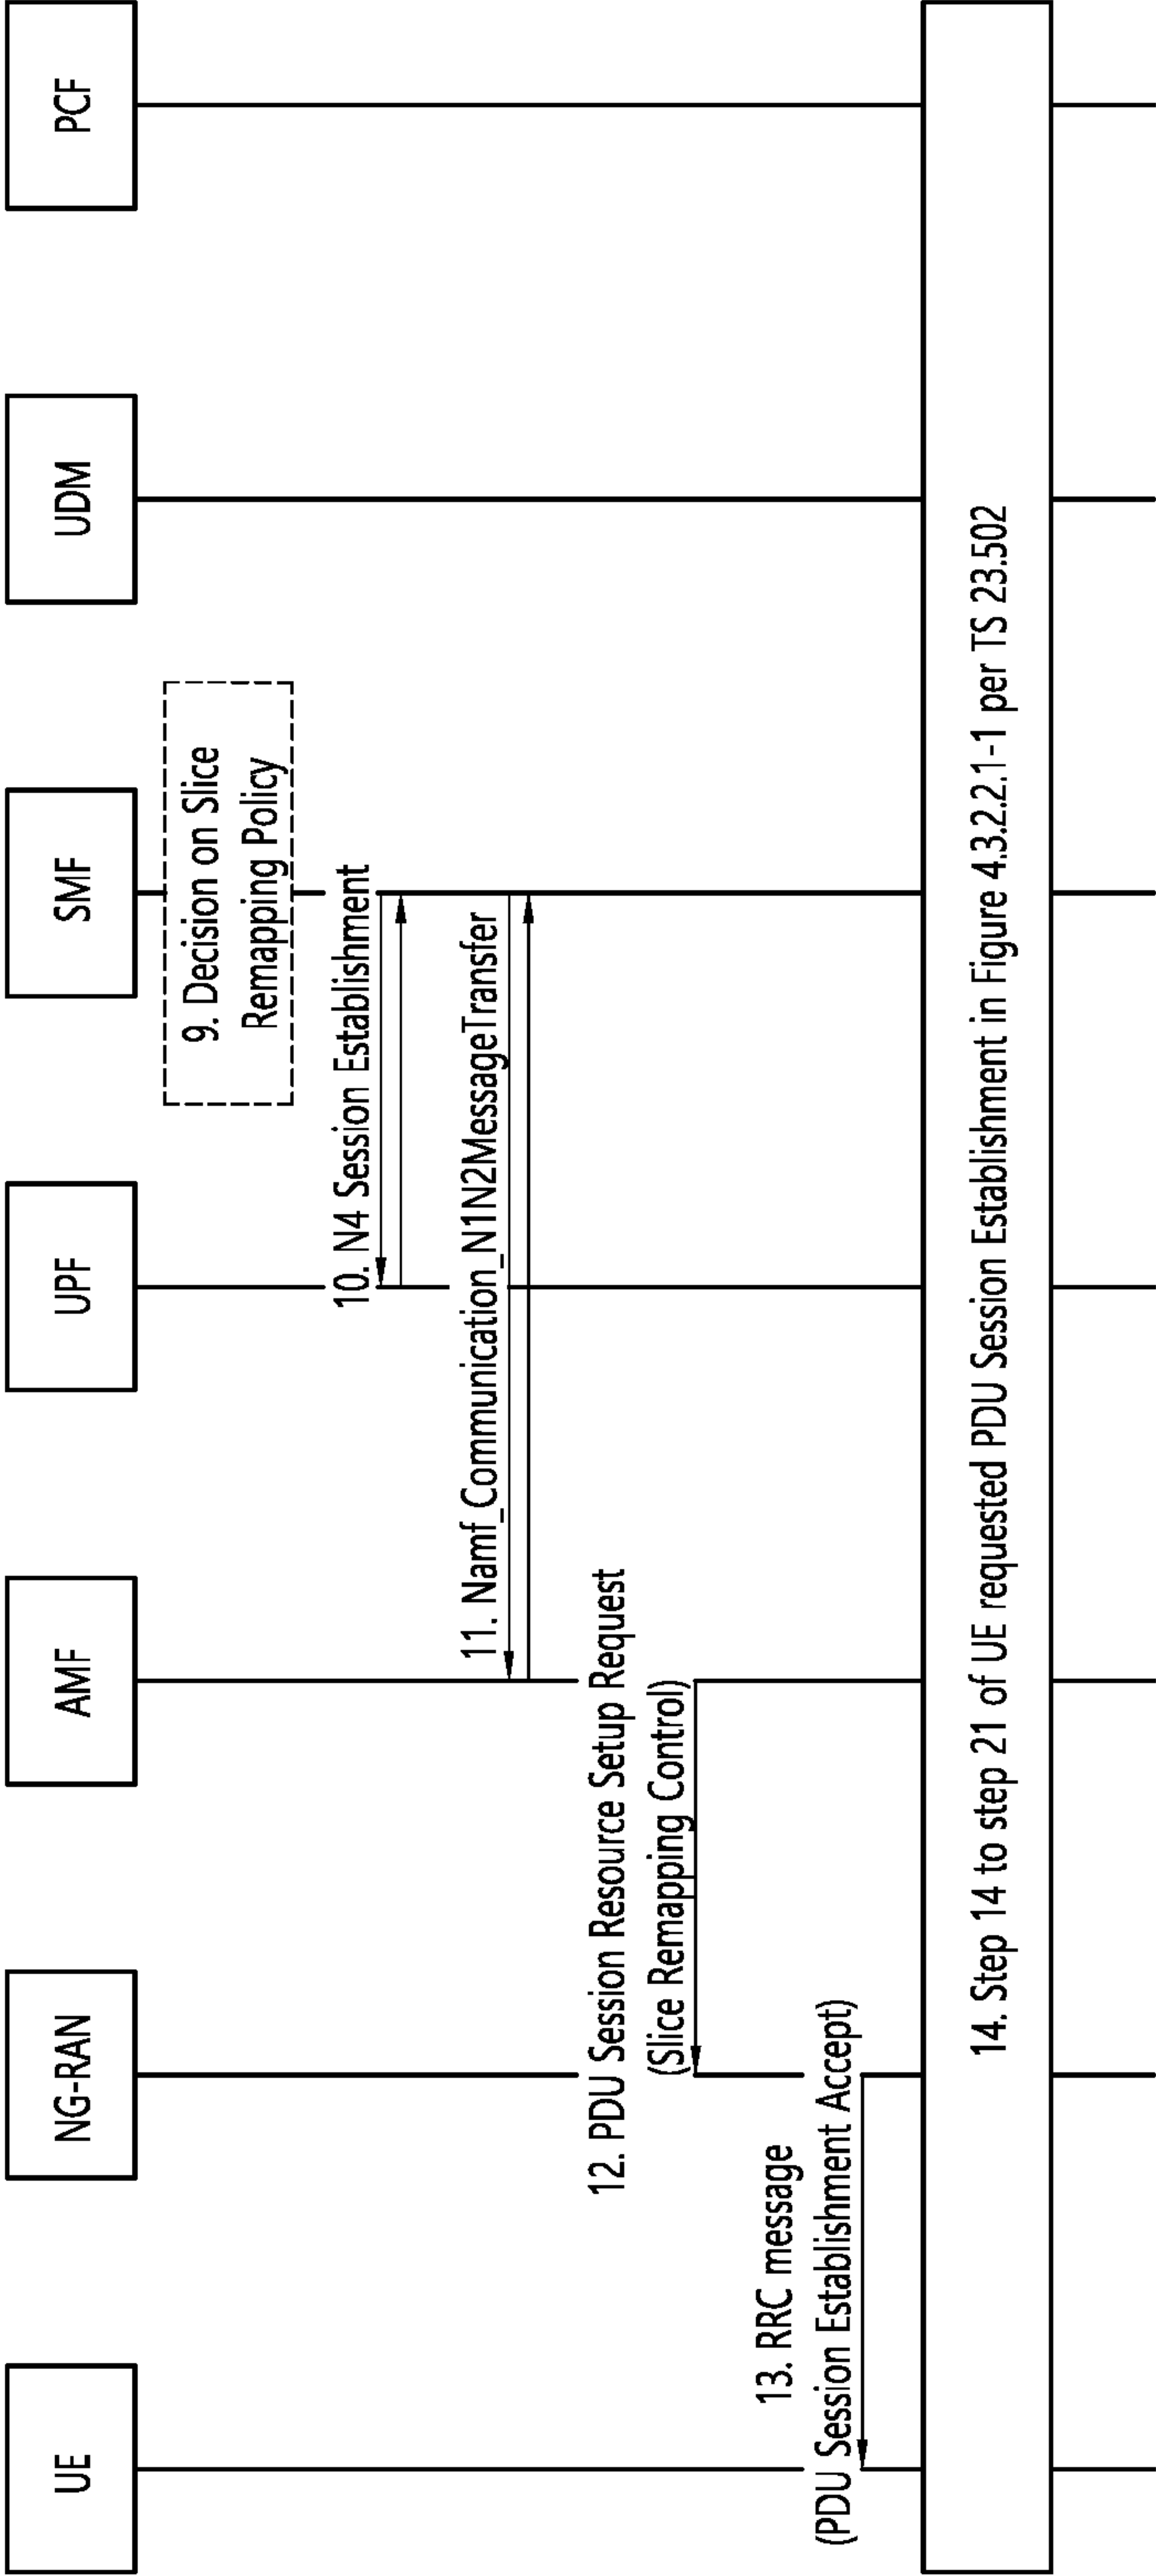 UE
NG-RAN
AMF
UPF
SMF
UDM
PCF
9. Decision on Slice
Remapping Policy
10. N4 Session Establishment
11. Namf_Communication_N1N2MessageTransfer
12. PDU Session Resource Setup Request
(Slice Remapping Control)
13. RRC message
(PDU Session Establishment Accept)
14. Step 14 to step 21 of UE requested PDU Session Establishment in Figure 4.3.2.2.1-1 per TS 23.502